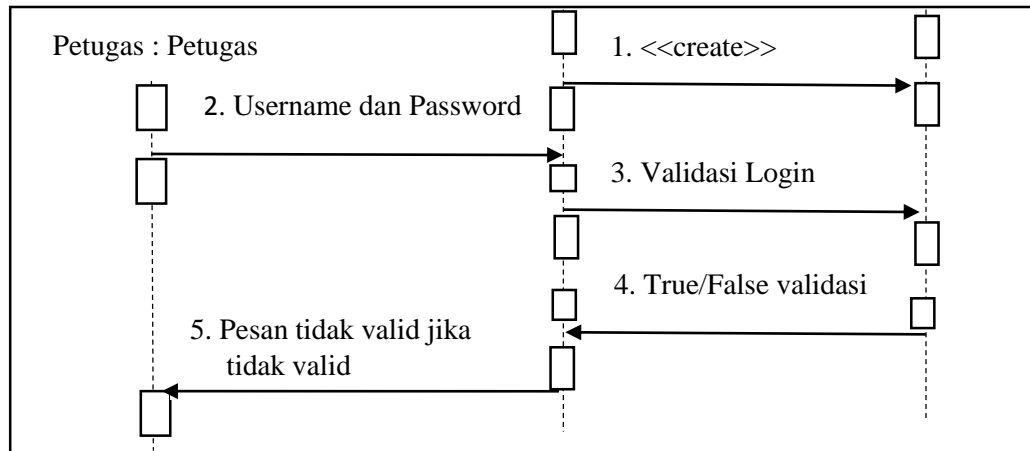 Petugas : Petugas
1. <<create>>
2. Username dan Password
3. Validasi Login
4. True/False validasi
5. Pesan tidak valid jika
tidak valid